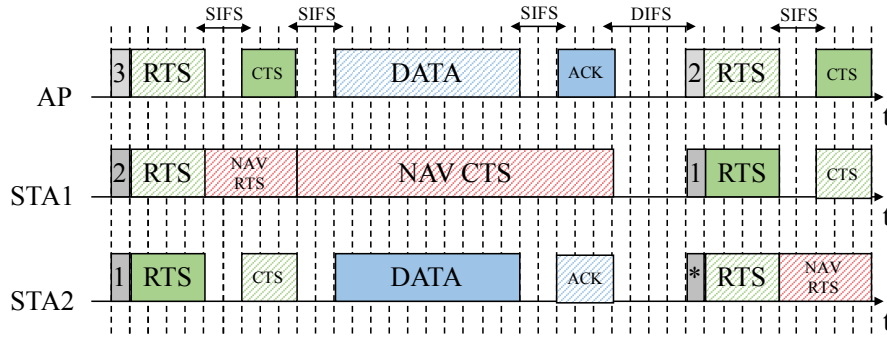 SIFS SIFS SIFS DIFS SIFS
3 RTS CTS DATA ACK 2 RTS CTS
AP
t
2 RTS NAV RTS NAV CTS 1 RTS CTS
STA1
t
1 RTS CTS DATA ACK * RTS NAV RTS
STA2
t